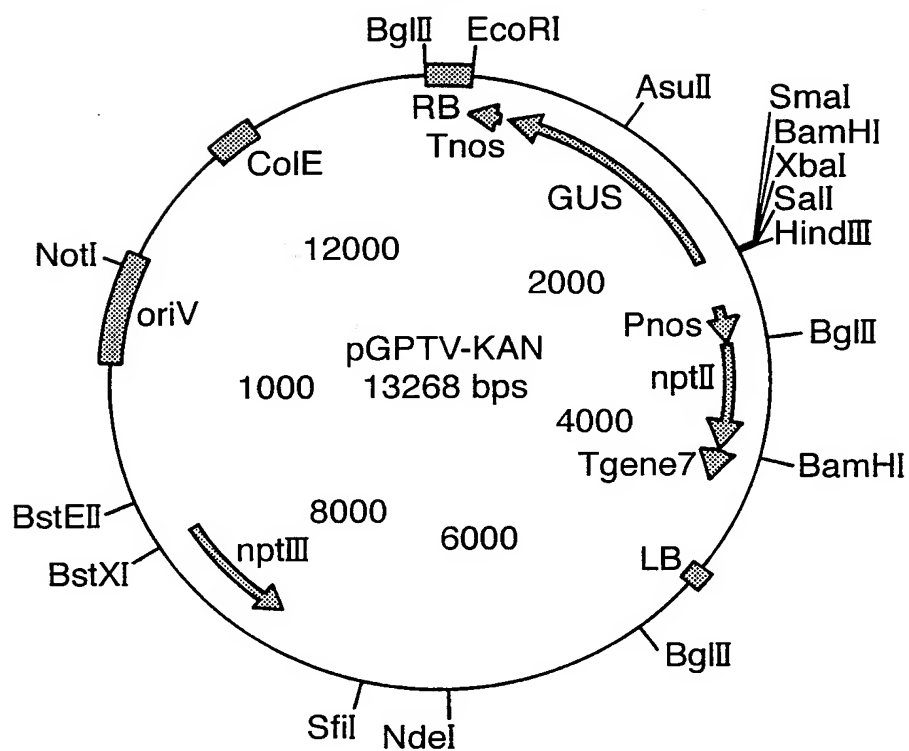 BglⅡ EcoRI
RB
Tnos
AsuⅡ
SmaI
BamHI
XbaI
SalI
HindⅢ
ColE
GUS
NotI
oriV
12000
2000
Pnos
BglⅡ
pGPTV-KAN
13268 bps
nptⅡ
1000
4000
Tgene7
BamHI
BstEⅡ
8000
6000
nptⅢ
LB
BstXI
BglⅡ
SfiI
NdeI